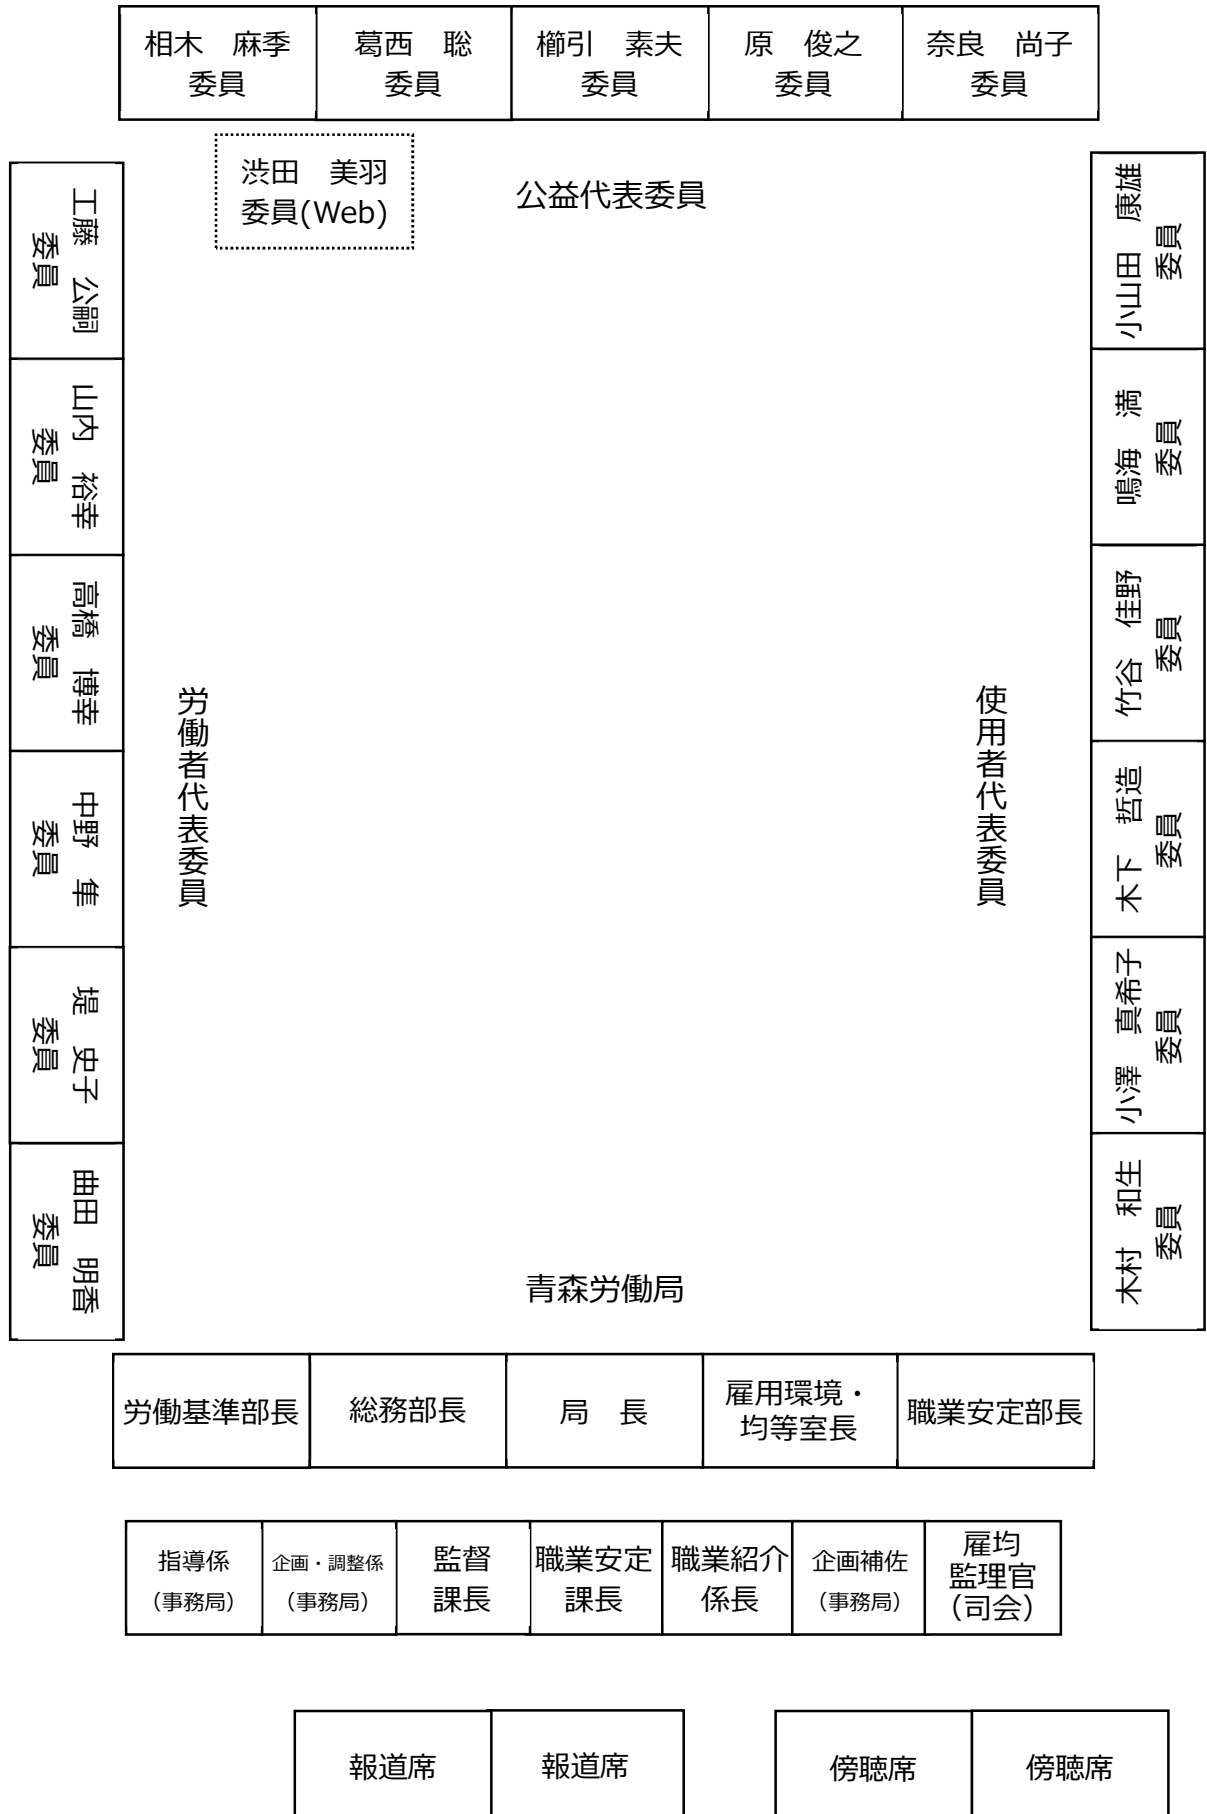 相木　麻季
委員
葛西　聡
委員
櫛引　素夫
委員
原　俊之
委員
奈良　尚子
委員
渋田　美羽
委員(Web)
公益代表委員
工藤　公嗣
委員
山内　裕幸
委員
高橋　博幸
委員
中野　隼
委員
堤　史子
委員
曲田　明香
委員
労働者代表委員
使用者代表委員
小山田　康雄
委員
鳴海　満
委員
竹谷　佳野
委員
木下　哲造
委員
小澤　真希子
委員
木村　和生
委員
青森労働局
労働基準部長
総務部長
局　長
雇用環境・
均等室長
職業安定部長
指導係
（事務局）
企画・調整係
（事務局）
監督
課長
職業安定
課長
職業紹介
係長
企画補佐
（事務局）
雇均
監理官
（司会）
報道席
報道席
傍聴席
傍聴席